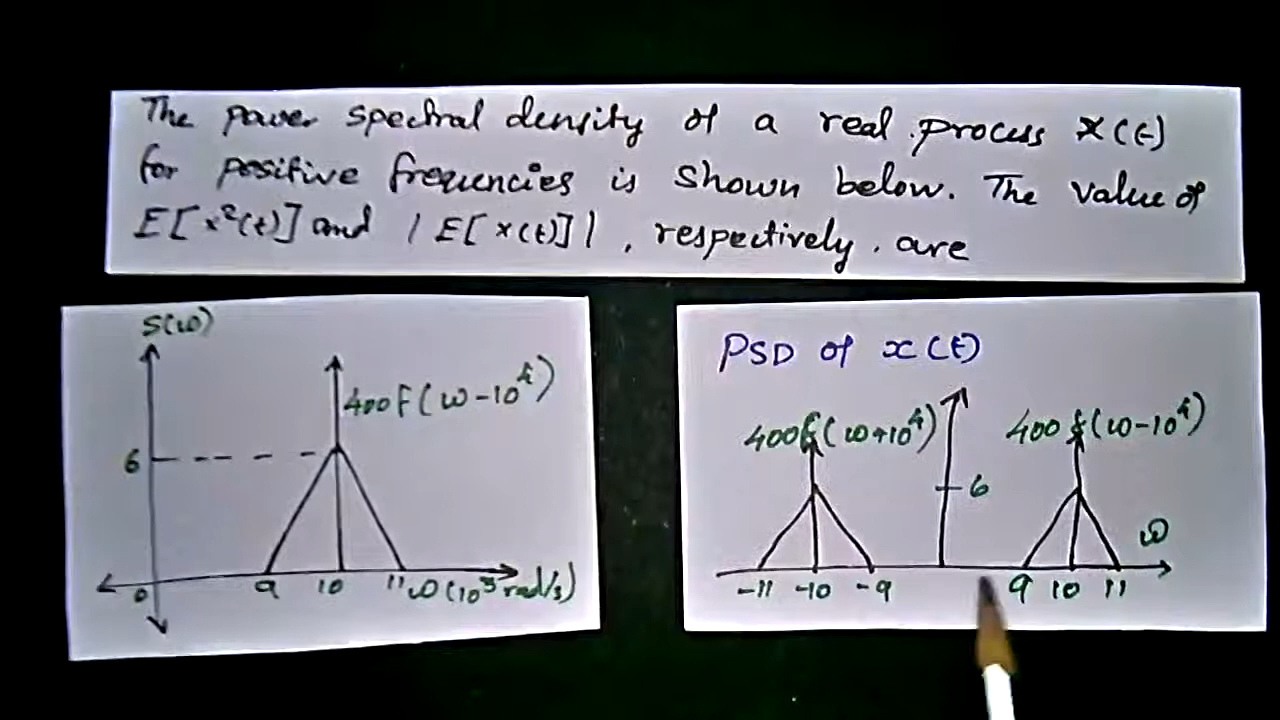 The power spectral density of a real process X(t)
for positive frequencies is shown below. The value of
E[x²(t)] and |E[x(t)]|, respectively, are
S(ω)
400δ(ω-10⁴)
6
0
9 10 11 ω(10³ rad/s)
PSD of x(t)
400δ(ω+10⁴) 400δ(ω-10⁴)
6
ω
-11 -10 -9 9 10 11